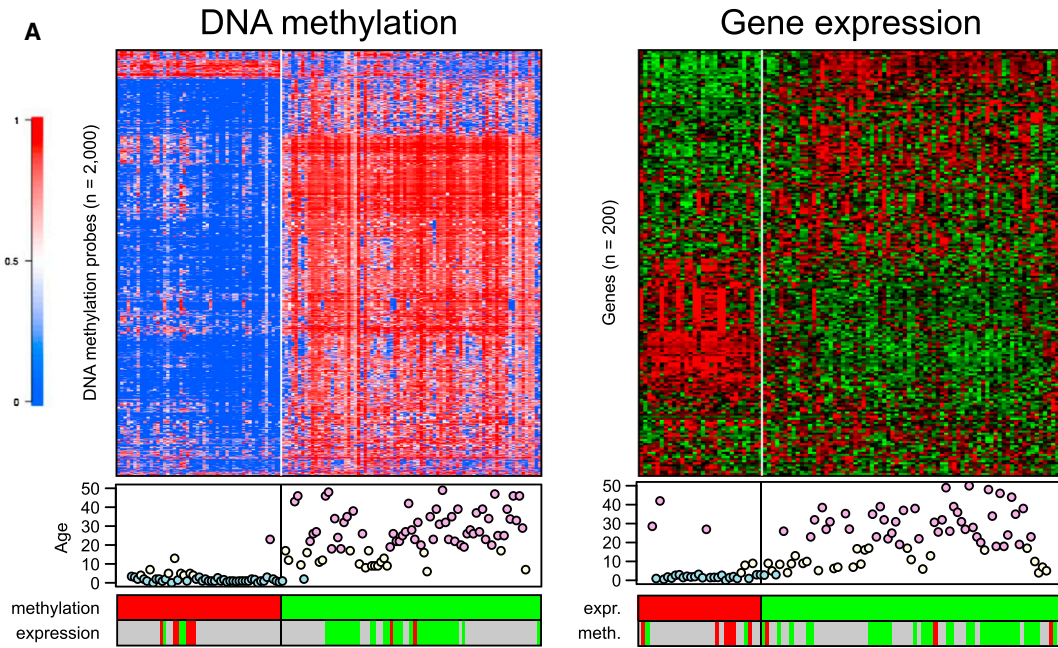 A
DNA methylation
Gene expression
1
0.5
0
DNA methylation probes (n = 2,000)
Genes (n = 200)
Age
50
40
30
20
10
0
50
40
30
20
10
0
methylation
expression
expr.
meth.